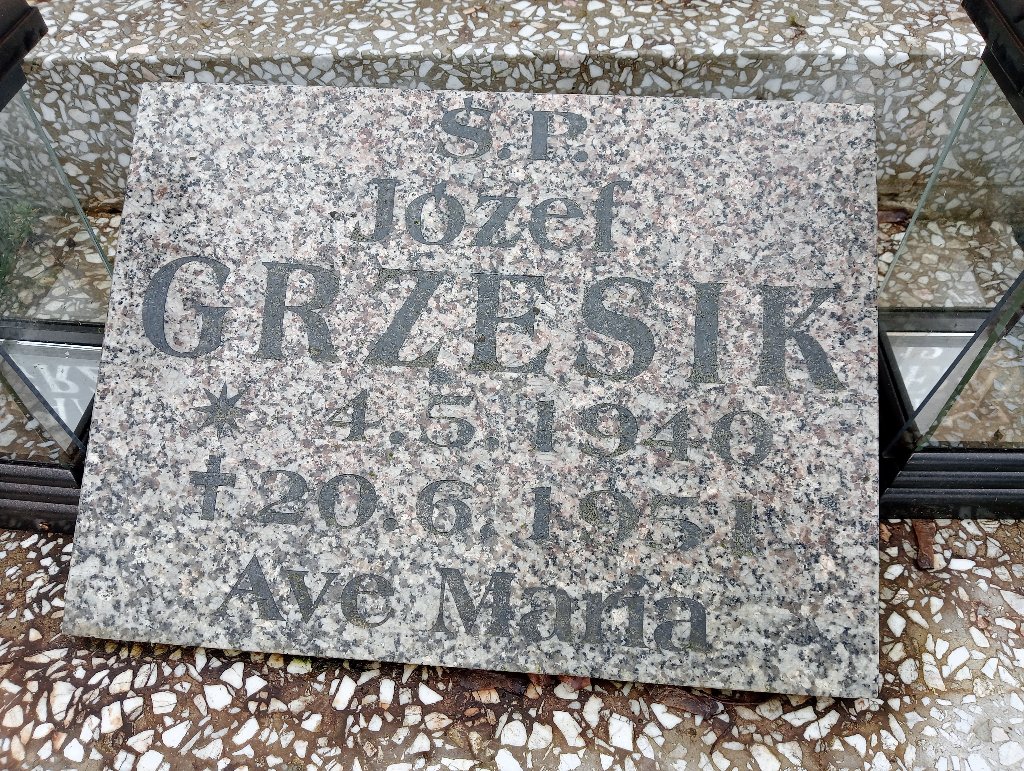 Ś.P.
Józef
GRZESIK
* 4.5.1940
† 20.6.1951
Ave Maria